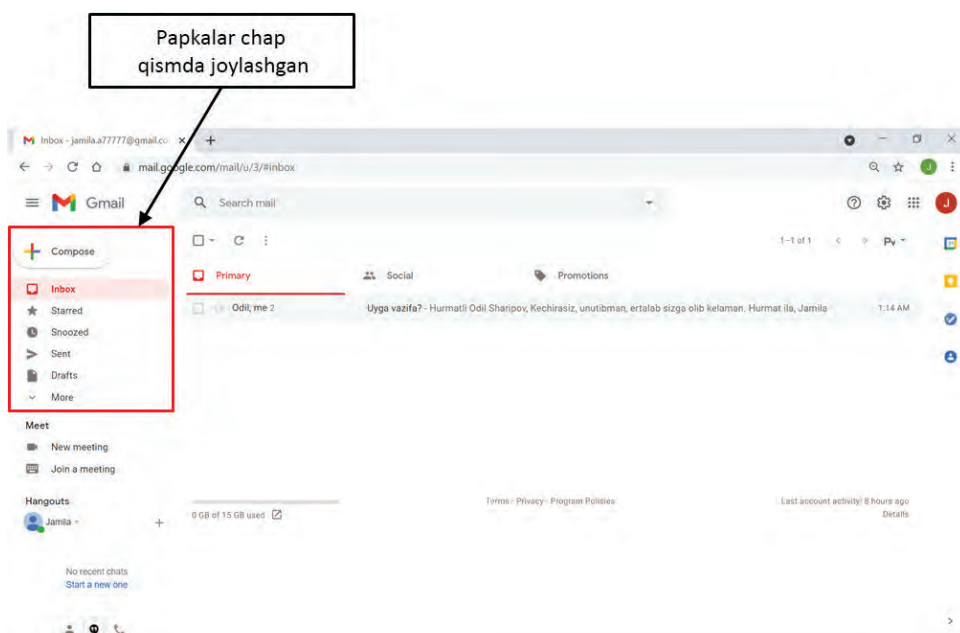 Papkalar chap
qismda joylashgan
Inbox - jamila.a77777@gmail.co
mail.google.com/mail/u/3/#inbox
J
Gmail
Search mail
J
Compose
1–1 of 1
Primary
Social
Promotions
Inbox
Odil, me 2
Uyga vazifa? - Hurmatli Odil Sharipov, Kechirasiz, unutibman, ertalab sizga olib kelaman. Hurmat ila, Jamila
1:14 AM
Starred
Snoozed
Sent
Drafts
More
Meet
New meeting
Join a meeting
Hangouts
Jamila
0 GB of 15 GB used
Terms · Privacy · Program Policies
Last account activity: 8 hours ago
Details
No recent chats
Start a new one